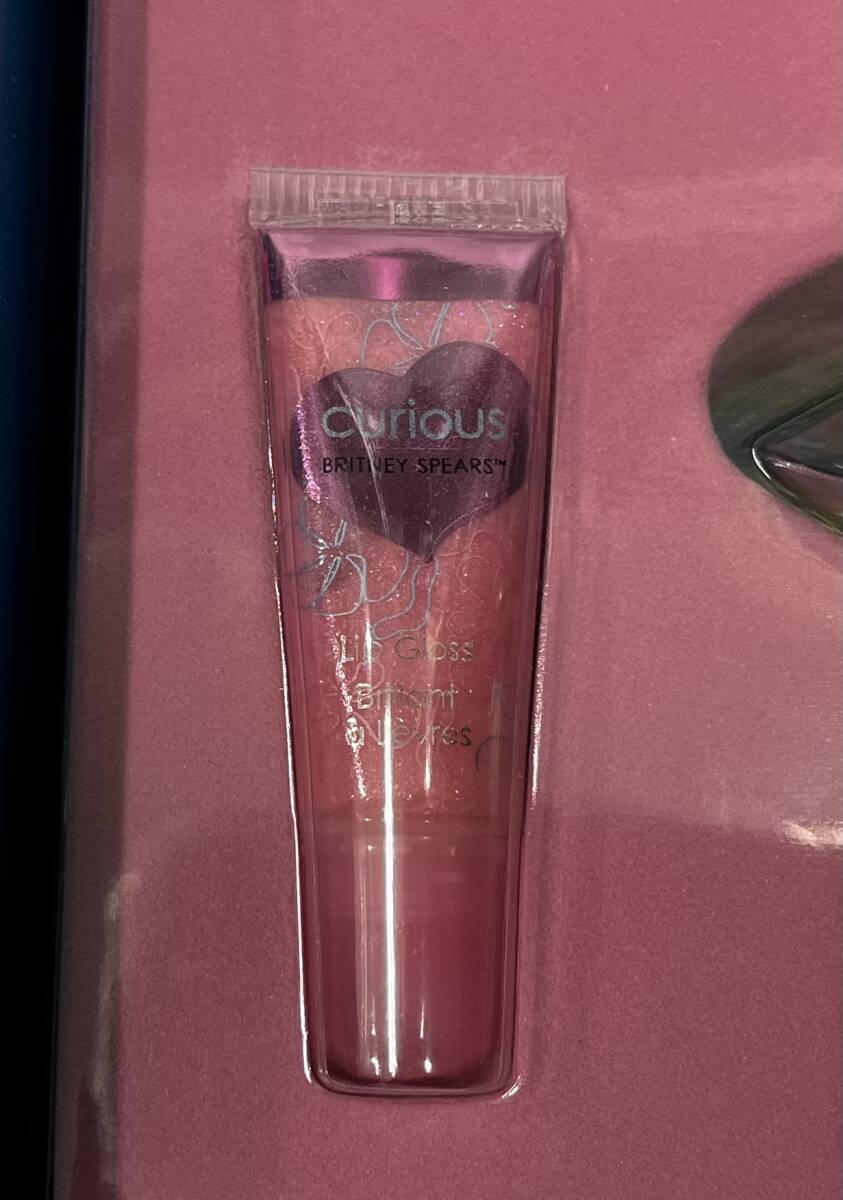 curious
BRITNEY SPEARS™
Lip Gloss
Brillant
à lèvres